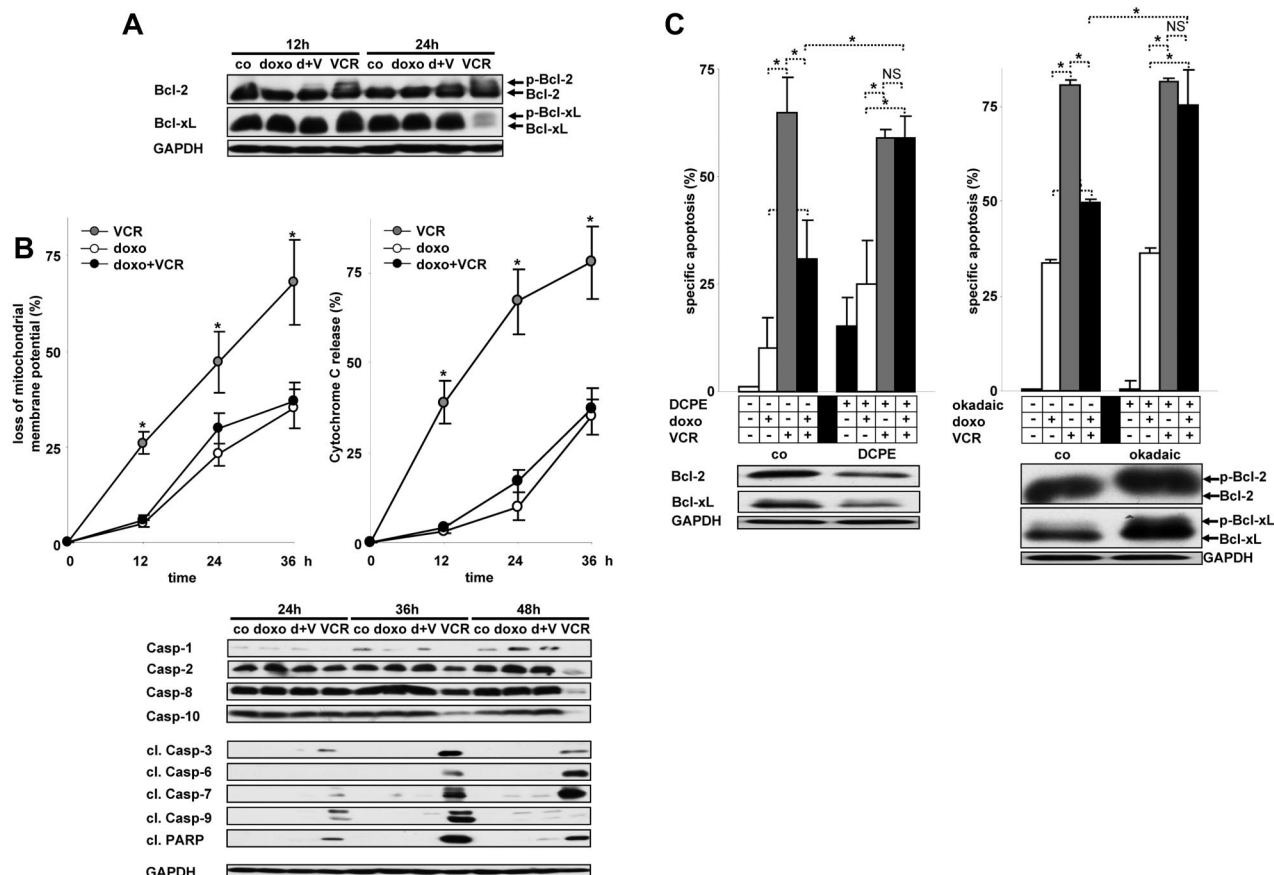 A
12h 24h
co doxo d+V VCR co doxo d+V VCR
Bcl-2
p-Bcl-2
Bcl-2
Bcl-xL
p-Bcl-xL
Bcl-xL
GAPDH
B
loss of mitochondrial
membrane potential (%)
VCR
doxo
doxo+VCR
75
50
25
0
* * *
0 12 24 36 h
time
Cytochrome C release (%)
VCR
doxo
doxo+VCR
75
50
25
0
* * *
0 12 24 36 h
time
24h 36h 48h
co doxo d+V VCR co doxo d+V VCR co doxo d+V VCR
Casp-1
Casp-2
Casp-8
Casp-10
cl. Casp-3
cl. Casp-6
cl. Casp-7
cl. Casp-9
cl. PARP
GAPDH
C
specific apoptosis (%)
75
50
25
0
*
* *
NS
*
*
DCPE - - - - + + + +
doxo - + - + - + - +
VCR - - + + - - + +
co DCPE
Bcl-2
Bcl-xL
GAPDH
specific apoptosis (%)
75
50
25
0
*
NS
* *
*
*
okadaic - - - - + + + +
doxo - + - + - + - +
VCR - - + + - - + +
co okadaic
p-Bcl-2
Bcl-2
p-Bcl-xL
Bcl-xL
GAPDH